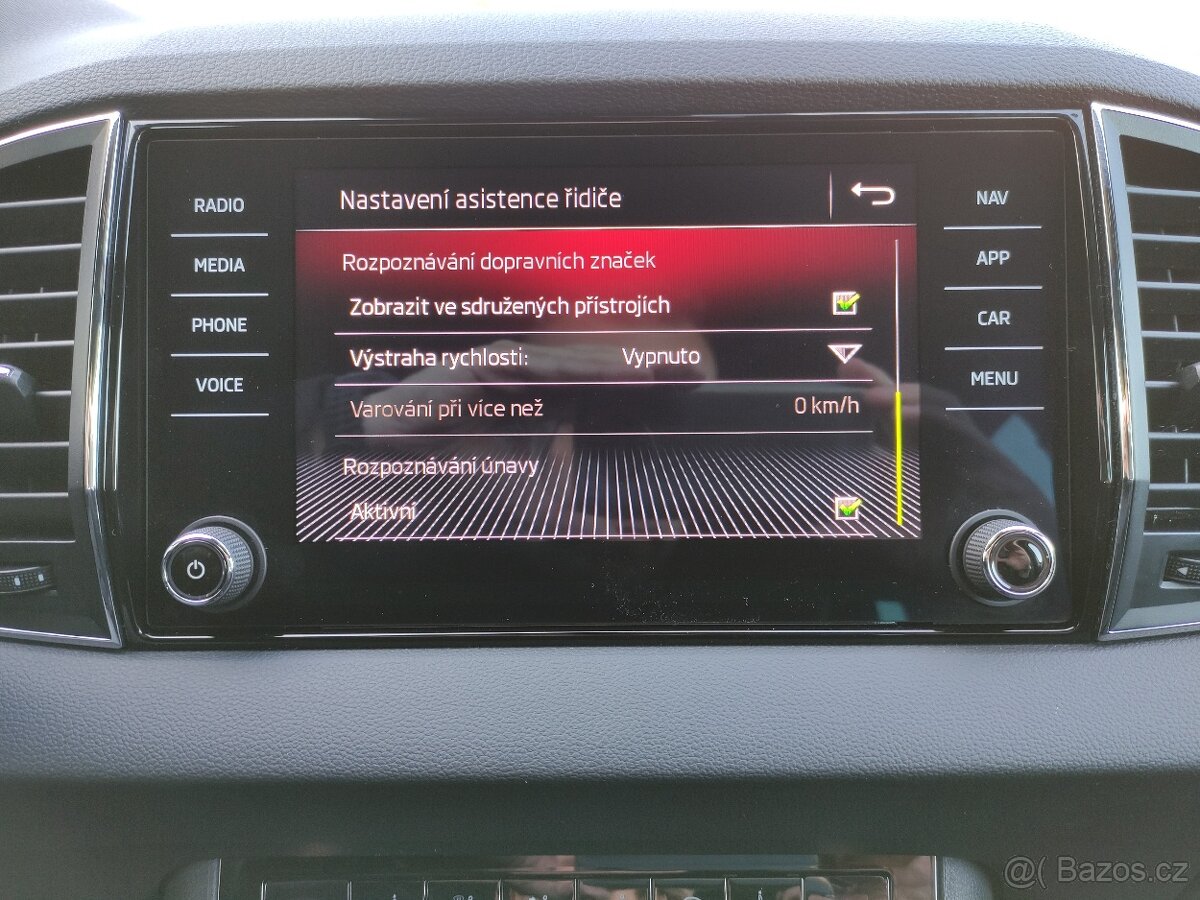 Nastavení asistence řidiče
RADIO
MEDIA
PHONE
VOICE
Rozpoznávání dopravních značek
Zobrazit ve sdružených přístrojích
Výstraha rychlosti: Vypnuto
Varování při více než 0 km/h
Rozpoznávání únavy
Aktivní
NAV
APP
CAR
MENU
@( Bazos.cz